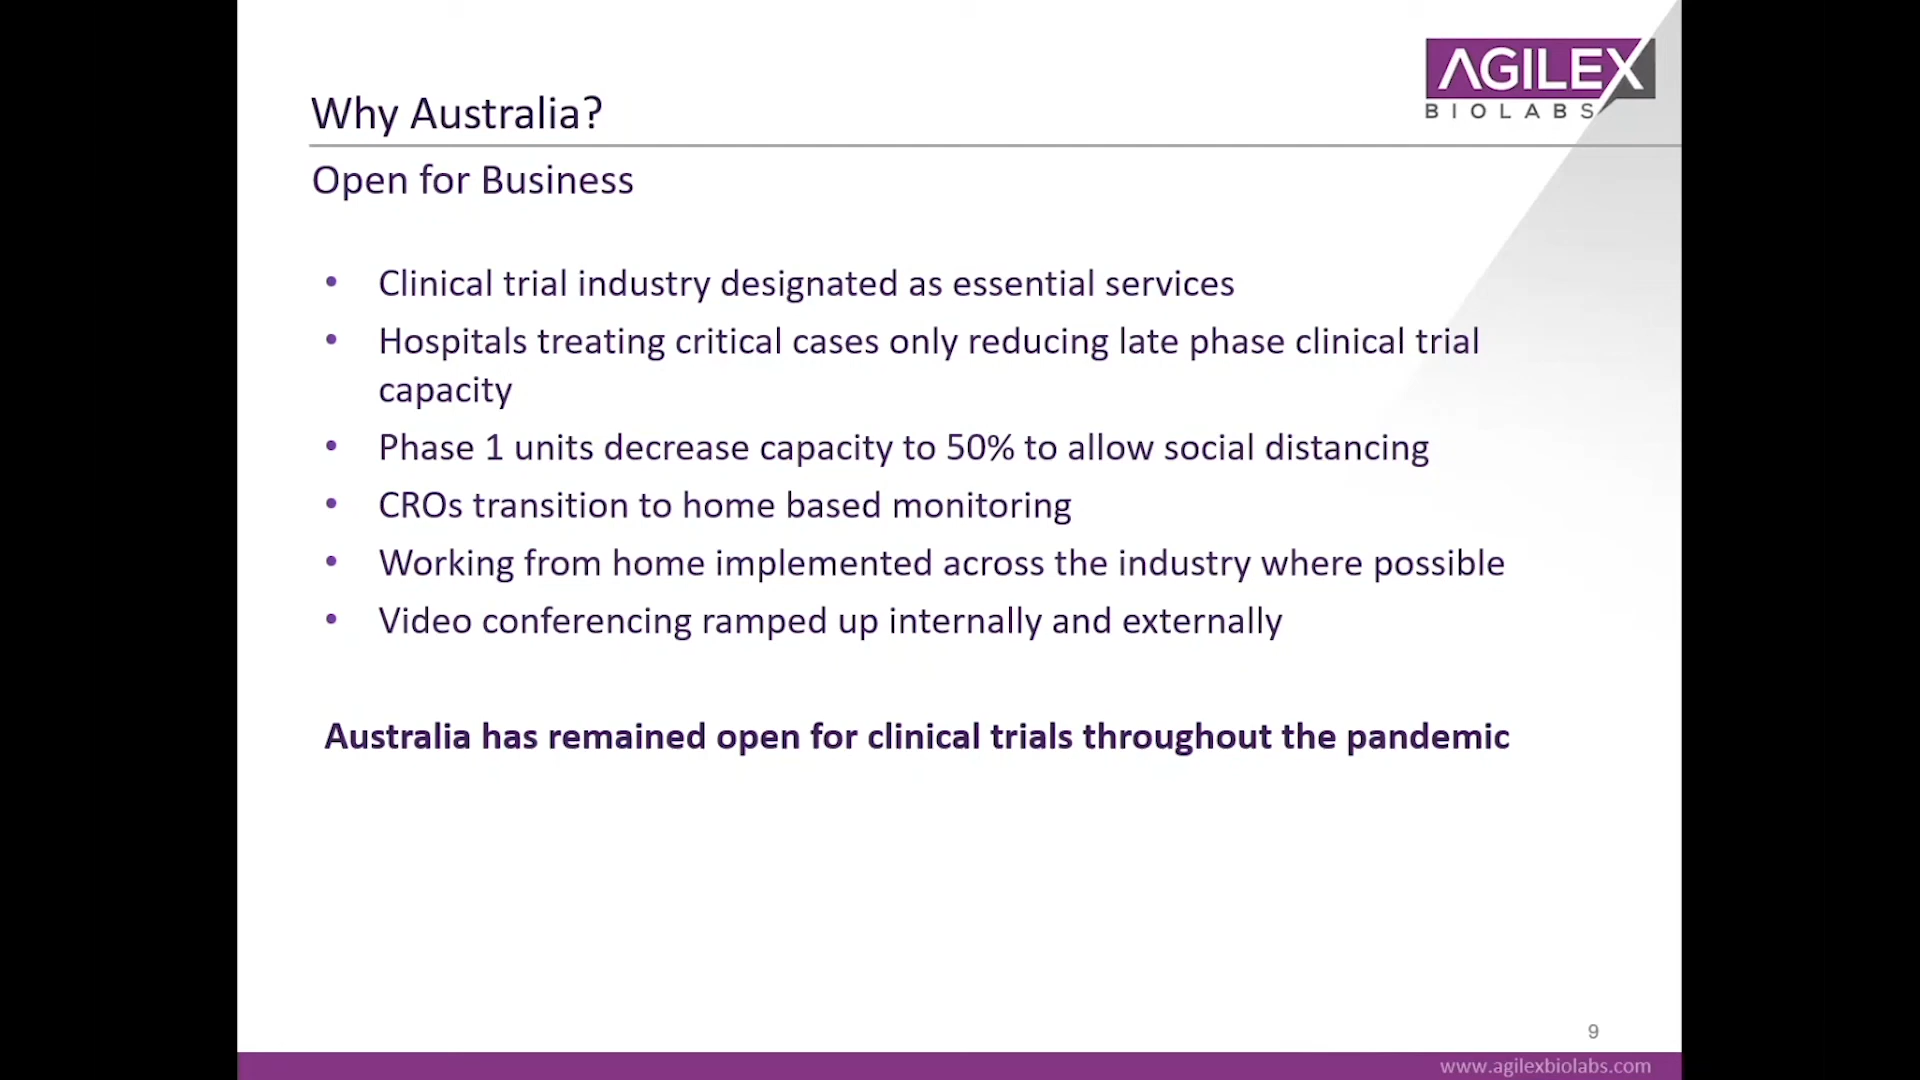 AGILEX
BIOLABS
Why Australia?
Open for Business
• Clinical trial industry designated as essential services
• Hospitals treating critical cases only reducing late phase clinical trial
capacity
• Phase 1 units decrease capacity to 50% to allow social distancing
• CROs transition to home based monitoring
• Working from home implemented across the industry where possible
• Video conferencing ramped up internally and externally
Australia has remained open for clinical trials throughout the pandemic
9
www.agilexbiolabs.com